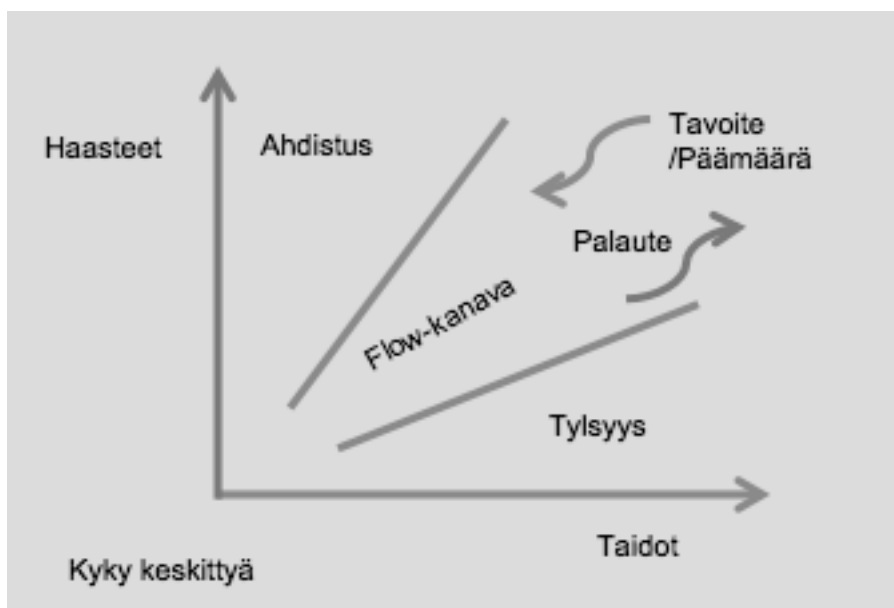 Haasteet
Ahdistus
Tavoite
/Päämäärä
Palaute
Flow-kanava
Tylsyys
Taidot
Kyky keskittyä